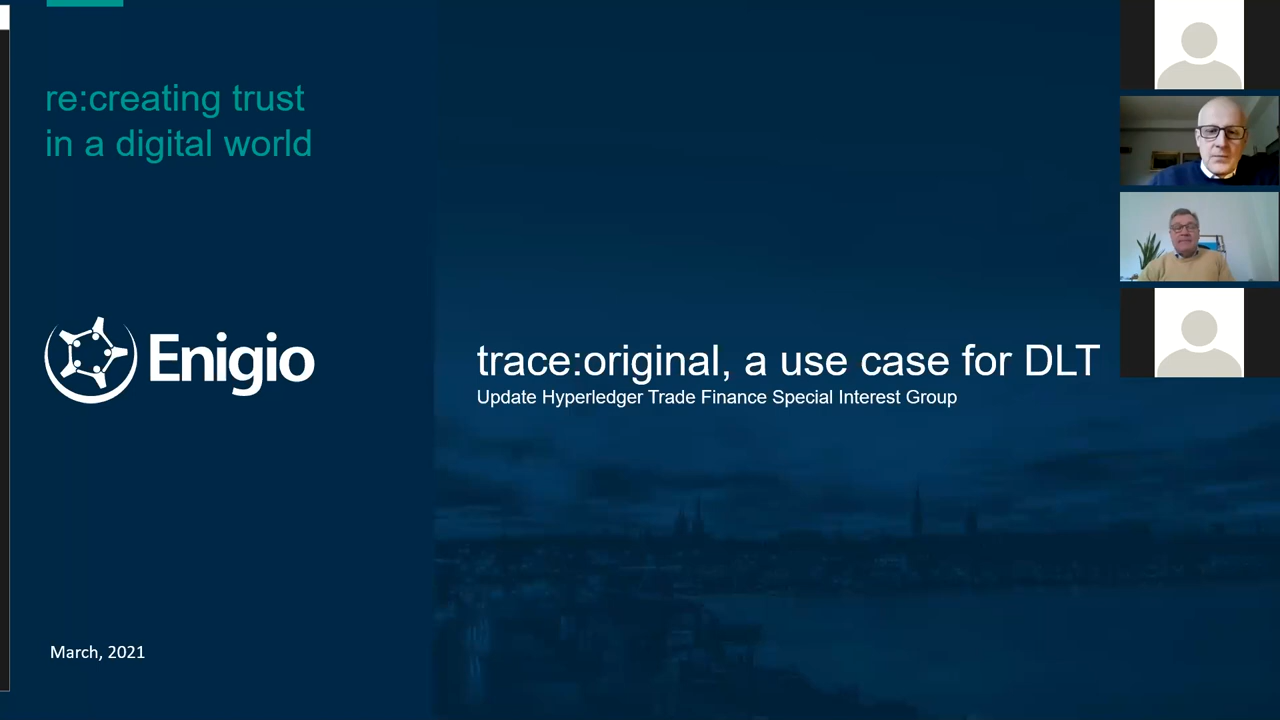 re:creating trust
in a digital world
Enigio
trace:original, a use case for DLT
Update Hyperledger Trade Finance Special Interest Group
March, 2021